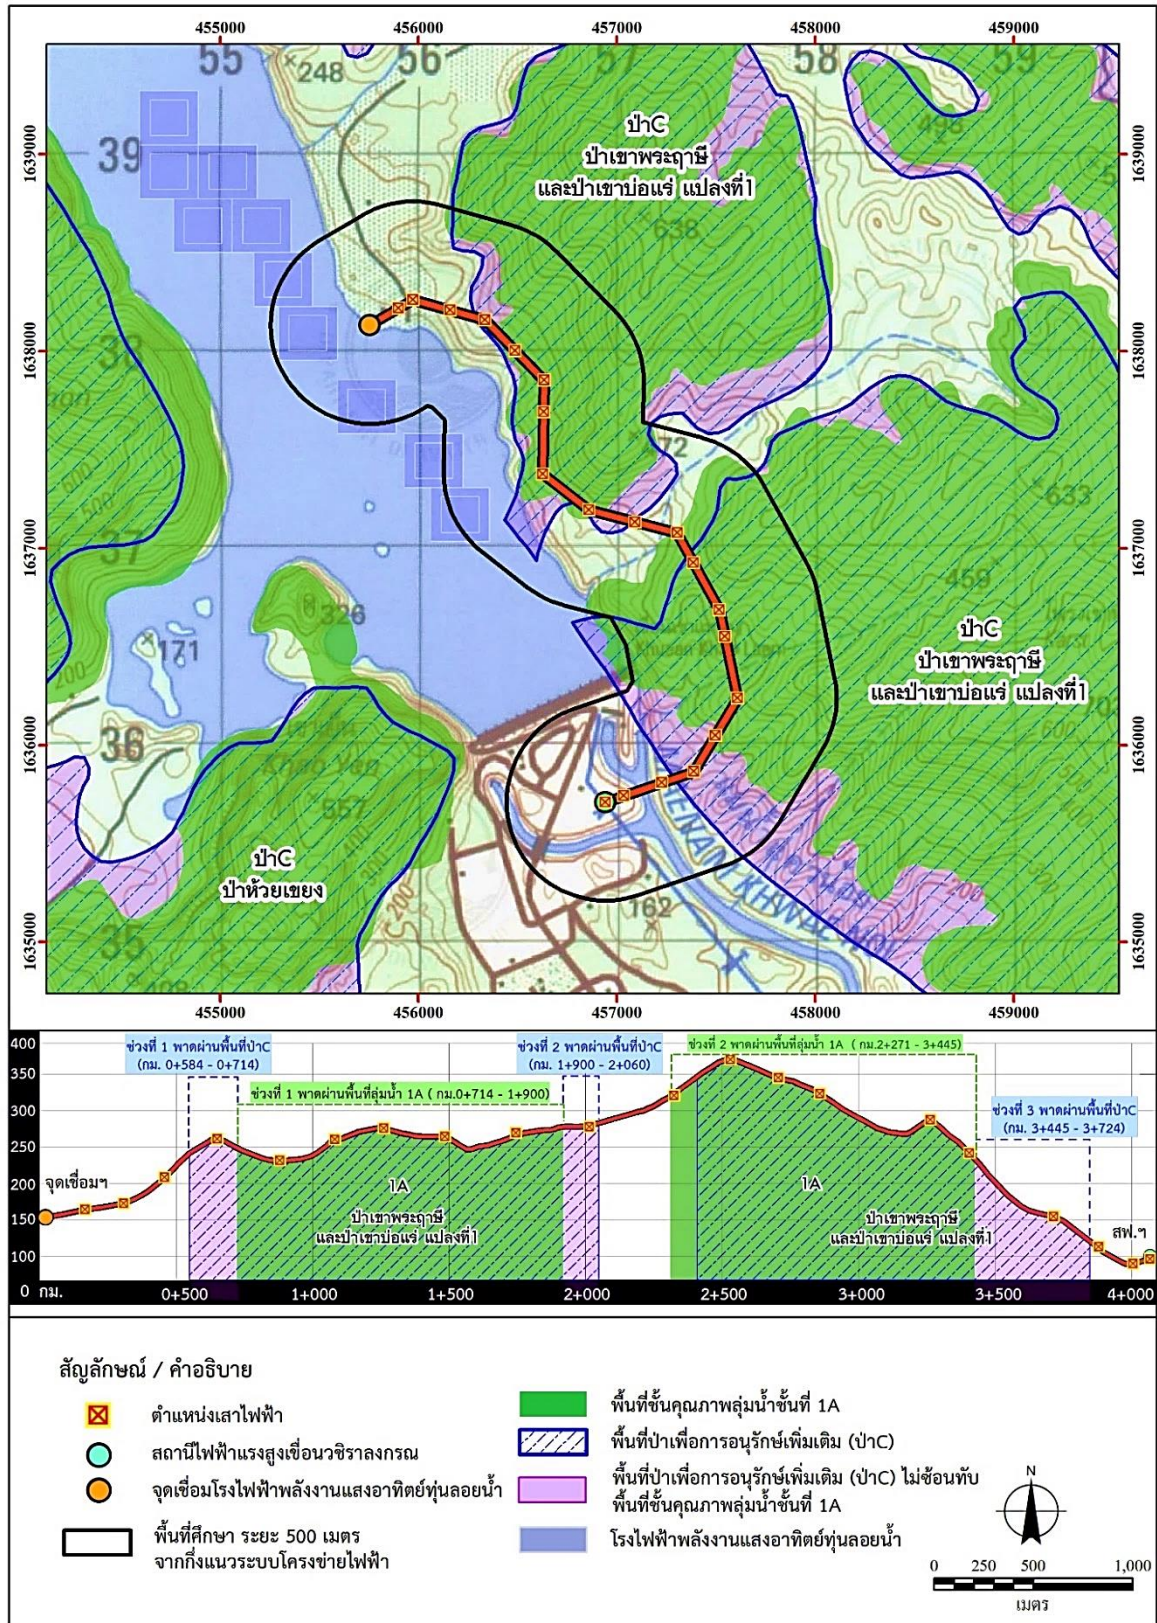 455000 456000 457000 458000 459000
55 56 57 58
248
39
498
638
1639000 1639000
ป่าC
ป่าเขาพระฤาษี
และป่าเขาบ่อแร่ แปลงที่1
1638000 1638000
38
600
500
72
633
1637000 1637000
37
459
326
171
200
ป่าC
ป่าเขาพระฤาษี
และป่าเขาบ่อแร่ แปลงที่1
1636000 1636000
36
Khao Yan
400
300
200
MAENAM KHWAE NOI
200
500
ป่าC
ป่าห้วยเขยง
162
1635000 1635000
35
498
455000 456000 457000 458000 459000
400
350
300
250
200
150
100
ช่วงที่ 1 พาดผ่านพื้นที่ป่าC
(กม. 0+584 - 0+714)
ช่วงที่ 1 พาดผ่านพื้นที่ลุ่มน้ำ 1A ( กม.0+714 - 1+900)
ช่วงที่ 2 พาดผ่านพื้นที่ป่าC
(กม. 1+900 - 2+060)
ช่วงที่ 2 พาดผ่านพื้นที่ลุ่มน้ำ 1A ( กม.2+271 - 3+445)
ช่วงที่ 3 พาดผ่านพื้นที่ป่าC
(กม. 3+445 - 3+724)
จุดเชื่อมฯ
1A
ป่าเขาพระฤาษี
และป่าเขาบ่อแร่ แปลงที่1
1A
ป่าเขาพระฤาษี
และป่าเขาบ่อแร่ แปลงที่1
สฟ.ฯ
0 กม. 0+500 1+000 1+500 2+000 2+500 3+000 3+500 4+000
สัญลักษณ์ / คำอธิบาย
ตำแหน่งเสาไฟฟ้า
สถานีไฟฟ้าแรงสูงเขื่อนวชิราลงกรณ
จุดเชื่อมโรงไฟฟ้าพลังงานแสงอาทิตย์ทุ่นลอยน้ำ
พื้นที่ศึกษา ระยะ 500 เมตร
จากกึ่งแนวระบบโครงข่ายไฟฟ้า
พื้นที่ชั้นคุณภาพลุ่มน้ำชั้นที่ 1A
พื้นที่ป่าเพื่อการอนุรักษ์เพิ่มเติม (ป่าC)
พื้นที่ป่าเพื่อการอนุรักษ์เพิ่มเติม (ป่าC) ไม่ซ้อนทับ
พื้นที่ชั้นคุณภาพลุ่มน้ำชั้นที่ 1A
โรงไฟฟ้าพลังงานแสงอาทิตย์ทุ่นลอยน้ำ
N
0 250 500 1,000
เมตร